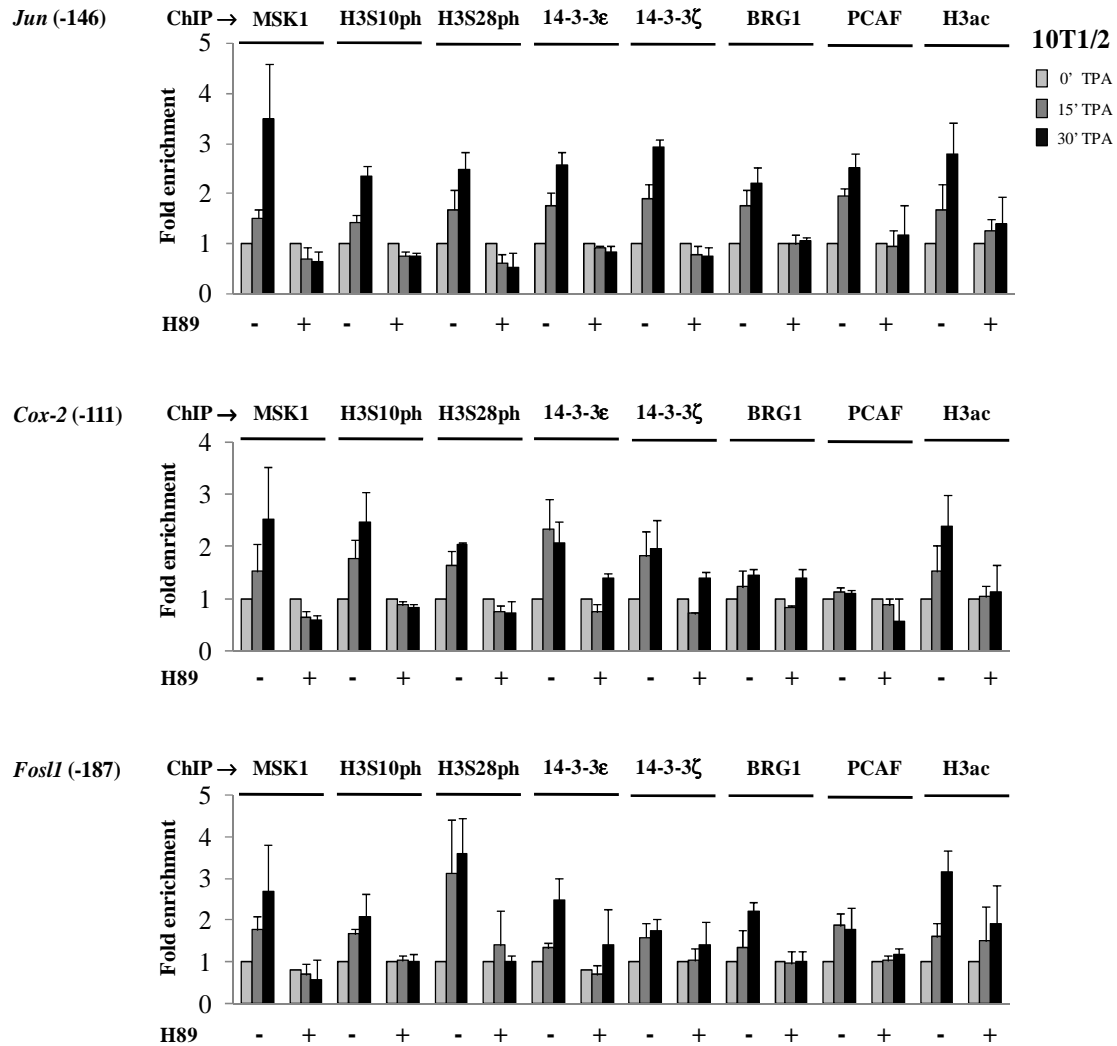 Jun (-146)
ChIP → MSK1 H3S10ph H3S28ph 14-3-3ε 14-3-3ζ BRG1 PCAF H3ac
10T1/2
0' TPA
15' TPA
30' TPA
Fold enrichment
5
4
3
2
1
0
H89 - + - + - + - + - + - + - + - +
Cox-2 (-111)
ChIP → MSK1 H3S10ph H3S28ph 14-3-3ε 14-3-3ζ BRG1 PCAF H3ac
Fold enrichment
4
3
2
1
0
H89 - + - + - + - + - + - + - + - +
Fosl1 (-187)
ChIP → MSK1 H3S10ph H3S28ph 14-3-3ε 14-3-3ζ BRG1 PCAF H3ac
Fold enrichment
5
4
3
2
1
0
H89 - + - + - + - + - + - + - + - +